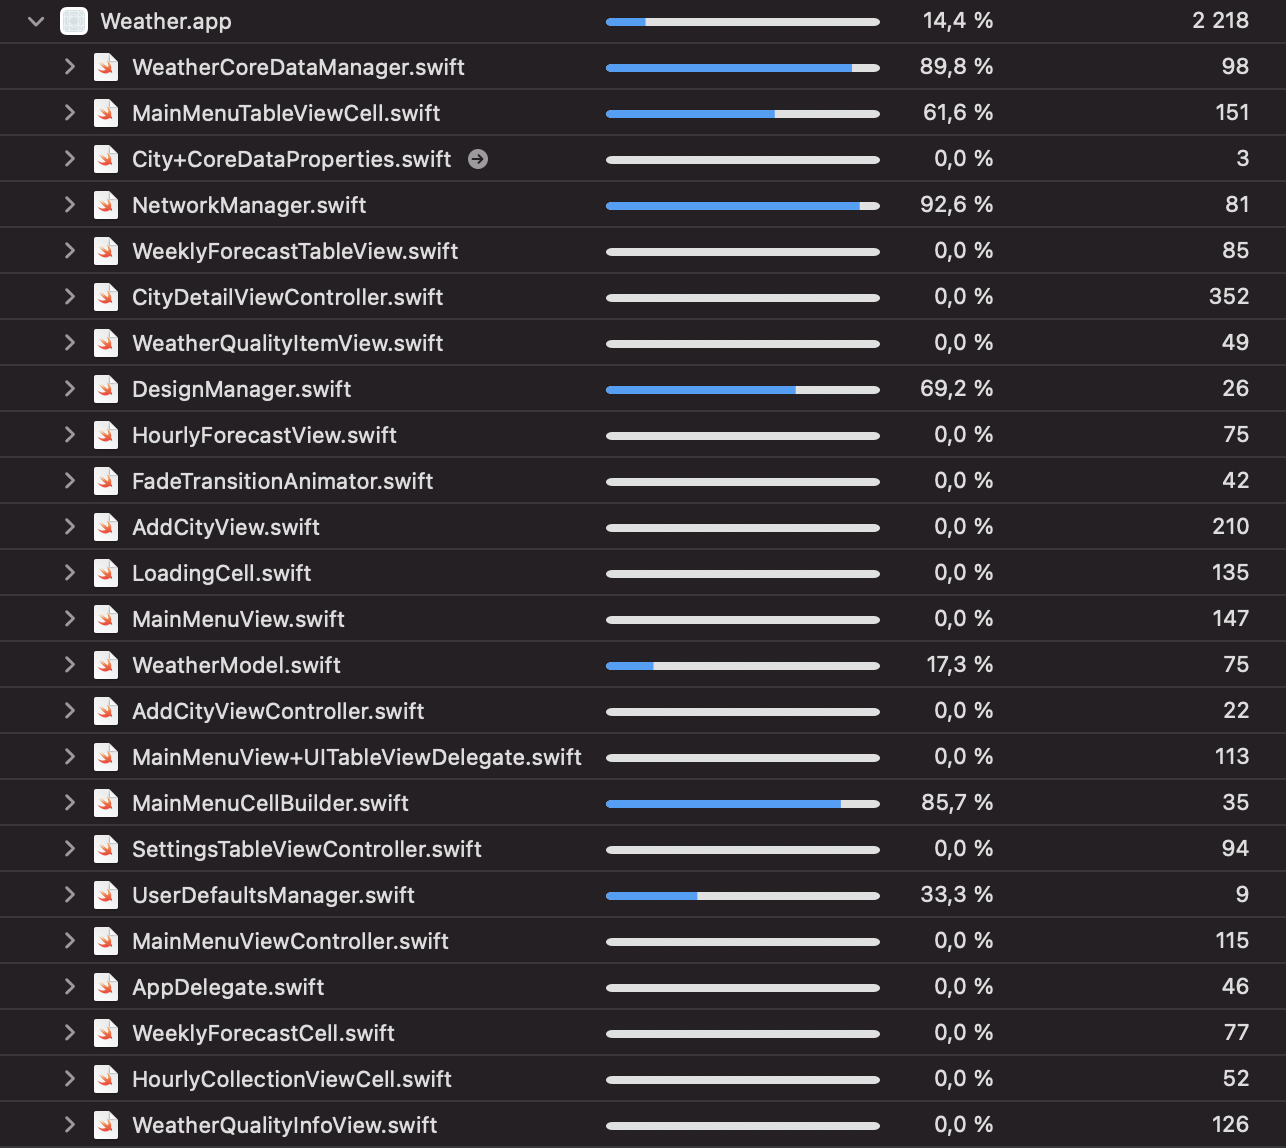 Weather.app 14,4 % 2 218
WeatherCoreDataManager.swift 89,8 % 98
MainMenuTableViewCell.swift 61,6 % 151
City+CoreDataProperties.swift 0,0 % 3
NetworkManager.swift 92,6 % 81
WeeklyForecastTableView.swift 0,0 % 85
CityDetailViewController.swift 0,0 % 352
WeatherQualityItemView.swift 0,0 % 49
DesignManager.swift 69,2 % 26
HourlyForecastView.swift 0,0 % 75
FadeTransitionAnimator.swift 0,0 % 42
AddCityView.swift 0,0 % 210
LoadingCell.swift 0,0 % 135
MainMenuView.swift 0,0 % 147
WeatherModel.swift 17,3 % 75
AddCityViewController.swift 0,0 % 22
MainMenuView+UITableViewDelegate.swift 0,0 % 113
MainMenuCellBuilder.swift 85,7 % 35
SettingsTableViewController.swift 0,0 % 94
UserDefaultsManager.swift 33,3 % 9
MainMenuViewController.swift 0,0 % 115
AppDelegate.swift 0,0 % 46
WeeklyForecastCell.swift 0,0 % 77
HourlyCollectionViewCell.swift 0,0 % 52
WeatherQualityInfoView.swift 0,0 % 126